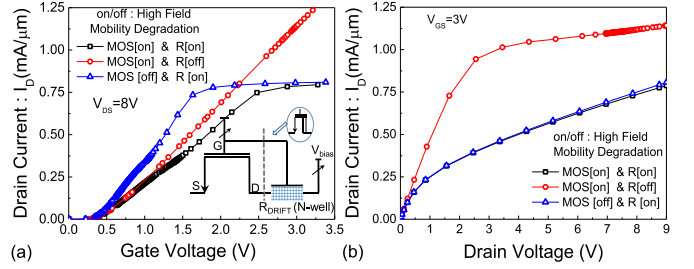 on/off : High Field
Mobility Degradation
MOS[on] & R[on]
MOS[on] & R[off]
MOS [off] & R [on]
V_DS=8V
G
S
D
V_bias
R_DRIFT (N-well)
Drain Current : I_D(mA/μm)
1.25
1.00
0.75
0.50
0.25
0.00
0.0 0.5 1.0 1.5 2.0 2.5 3.0 3.5
Gate Voltage (V)
(a)
V_GS=3V
on/off : High Field
Mobility Degradation
MOS[on] & R[on]
MOS[on] & R[off]
MOS [off] & R [on]
Drain Current : I_D(mA/μm)
1.25
1.00
0.75
0.50
0.25
0.00
0 1 2 3 4 5 6 7 8 9
Drain Voltage (V)
(b)